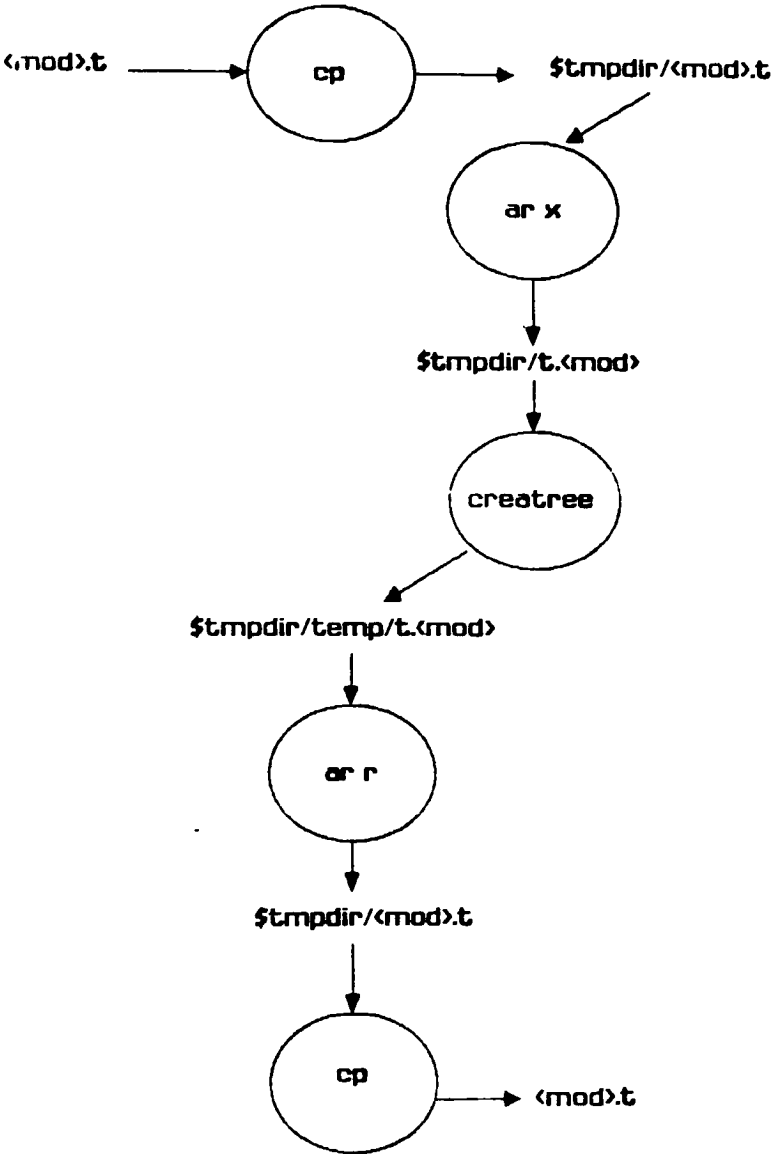 <mod>.t
cp
$tmpdir/<mod>.t
ar x
$tmpdir/t.<mod>
creatree
$tmpdir/temp/t.<mod>
ar r
$tmpdir/<mod>.t
cp
<mod>.t